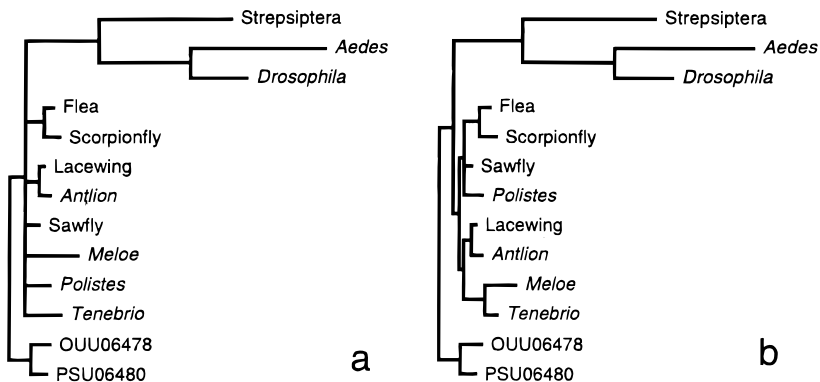 Strepsiptera
Aedes
Drosophila
Flea
Scorpionfly
Lacewing
Antlion
Sawfly
Meloe
Polistes
Tenebrio
OUU06478
PSU06480
a
Strepsiptera
Aedes
Drosophila
Flea
Scorpionfly
Sawfly
Polistes
Lacewing
Antlion
Meloe
Tenebrio
OUU06478
PSU06480
b